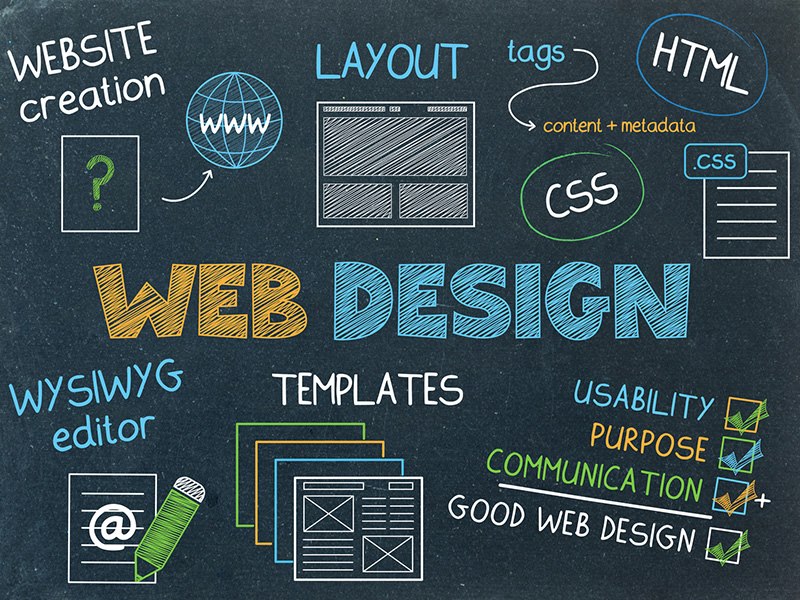 WEBSITE
creation
?
WWW
LAYOUT
tags
content + metadata
HTML
CSS
.CSS
WEB DESIGN
WYSIWYG
editor
@
TEMPLATES
USABILITY
PURPOSE
COMMUNICATION +
GOOD WEB DESIGN